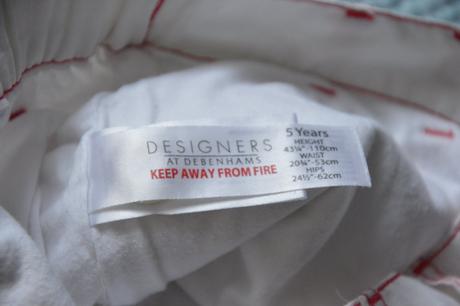 DESIGNERS
AT DEBENHAMS
KEEP AWAY FROM FIRE
5 Years
HEIGHT
43¼"-110cm
WAIST
20¾"-53cm
HIPS
24½"-62cm